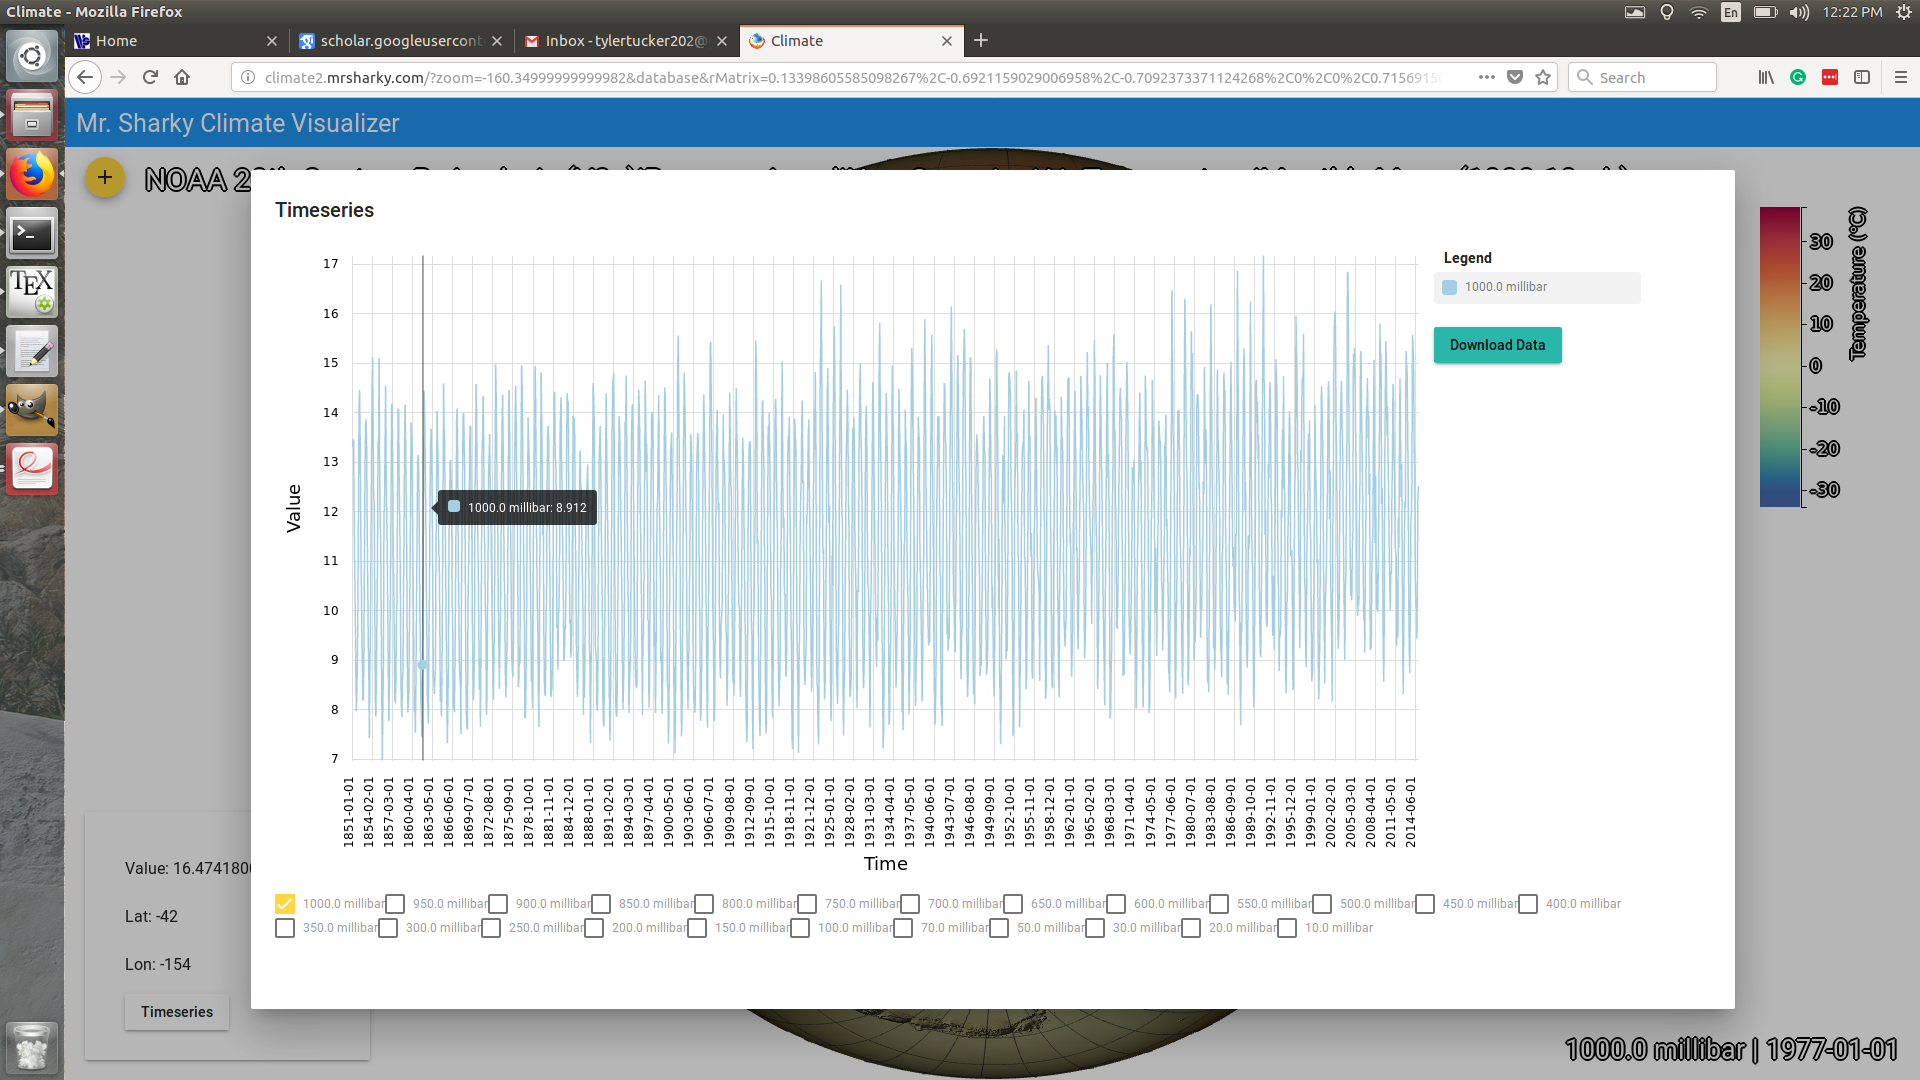 Climate - Mozilla Firefox
En
12:22 PM
Home
scholar.googleusercont
Inbox - tylertucker202@
Climate
climate2.mrsharky.com/?zoom=-160.34999999999982&database&rMatrix=0.13398605585098267%2C-0.6921159029006958%2C-0.7092373371124268%2C0%2C0%2C0.715691
Search
Mr. Sharky Climate Visualizer
NOAA 2
Timeseries
17
16
15
14
13
12
11
10
9
8
7
Value
1000.0 millibar: 8.912
1851-01-01
1854-02-01
1857-03-01
1860-04-01
1863-05-01
1866-06-01
1869-07-01
1872-08-01
1875-09-01
1878-10-01
1881-11-01
1884-12-01
1888-01-01
1891-02-01
1894-03-01
1897-04-01
1900-05-01
1903-06-01
1906-07-01
1909-08-01
1912-09-01
1915-10-01
1918-11-01
1921-12-01
1925-01-01
1928-02-01
1931-03-01
1934-04-01
1937-05-01
1940-06-01
1943-07-01
1946-08-01
1949-09-01
1952-10-01
1955-11-01
1958-12-01
1962-01-01
1965-02-01
1968-03-01
1971-04-01
1974-05-01
1977-06-01
1980-07-01
1983-08-01
1986-09-01
1989-10-01
1992-11-01
1995-12-01
1999-01-01
2002-02-01
2005-03-01
2008-04-01
2011-05-01
2014-06-01
Time
Legend
1000.0 millibar
Download Data
30
20
10
0
-10
-20
-30
Temperature (°C)
1000.0 millibar 950.0 millibar 900.0 millibar 850.0 millibar 800.0 millibar 750.0 millibar 700.0 millibar 650.0 millibar 600.0 millibar 550.0 millibar 500.0 millibar 450.0 millibar 400.0 millibar
350.0 millibar 300.0 millibar 250.0 millibar 200.0 millibar 150.0 millibar 100.0 millibar 70.0 millibar 50.0 millibar 30.0 millibar 20.0 millibar 10.0 millibar
Value: 16.4741800
Lat: -42
Lon: -154
Timeseries
1000.0 millibar | 1977-01-01
TEX